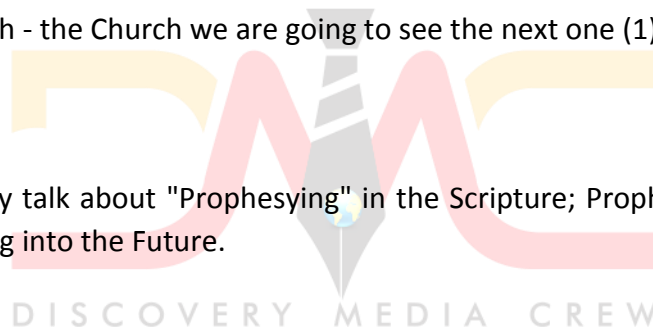 h - the Church we are going to see the next one (1)
y talk about "Prophesying" in the Scripture; Proph
g into the Future.
DMC
DISCOVERY MEDIA CREW